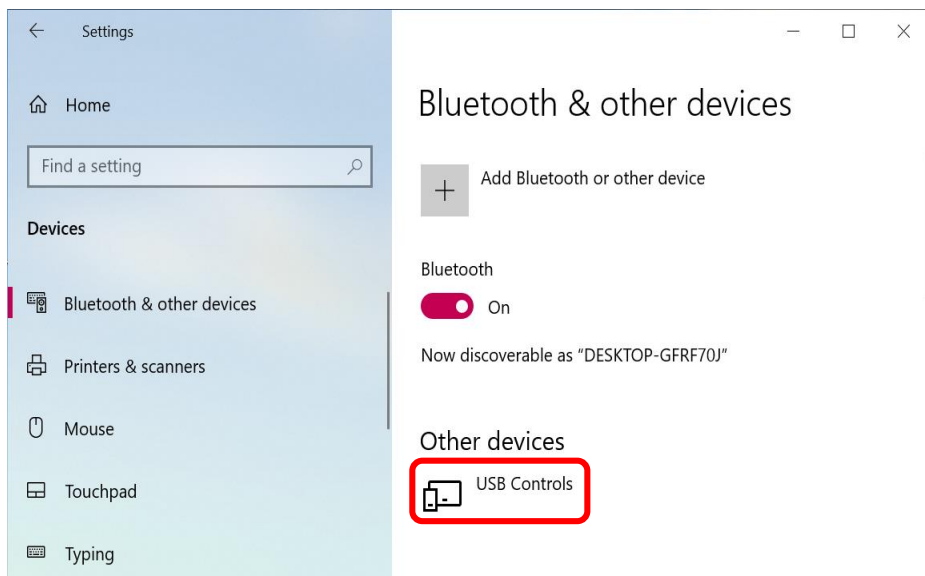 Settings
Home
Find a setting
Devices
Bluetooth & other devices
Printers & scanners
Mouse
Touchpad
Typing
Bluetooth & other devices
Add Bluetooth or other device
Bluetooth
On
Now discoverable as “DESKTOP-GFRF70J”
Other devices
USB Controls